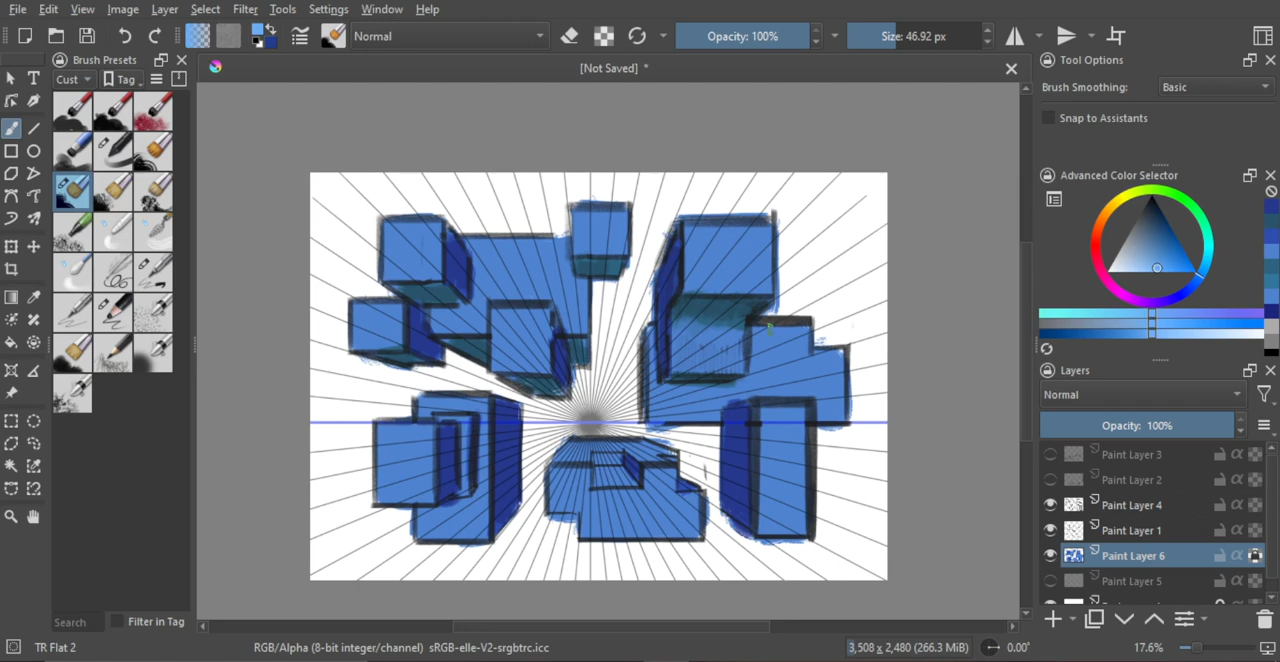 File Edit View Image Layer Select Filter Tools Settings Window Help
Normal
Opacity: 100%
Size: 46.92 px
Brush Presets
[Not Saved] *
Tool Options
Cust
Tag
Brush Smoothing:
Basic
Snap to Assistants
Advanced Color Selector
Layers
Normal
Opacity: 100%
Paint Layer 3
Paint Layer 2
Paint Layer 4
Paint Layer 1
Paint Layer 6
Paint Layer 5
Search
Filter in Tag
TR Flat 2
RGB/Alpha (8-bit integer/channel) sRGB-elle-V2-srgbtrc.icc
3,508 x 2,480 (266.3 MiB)
0.00°
17.6%